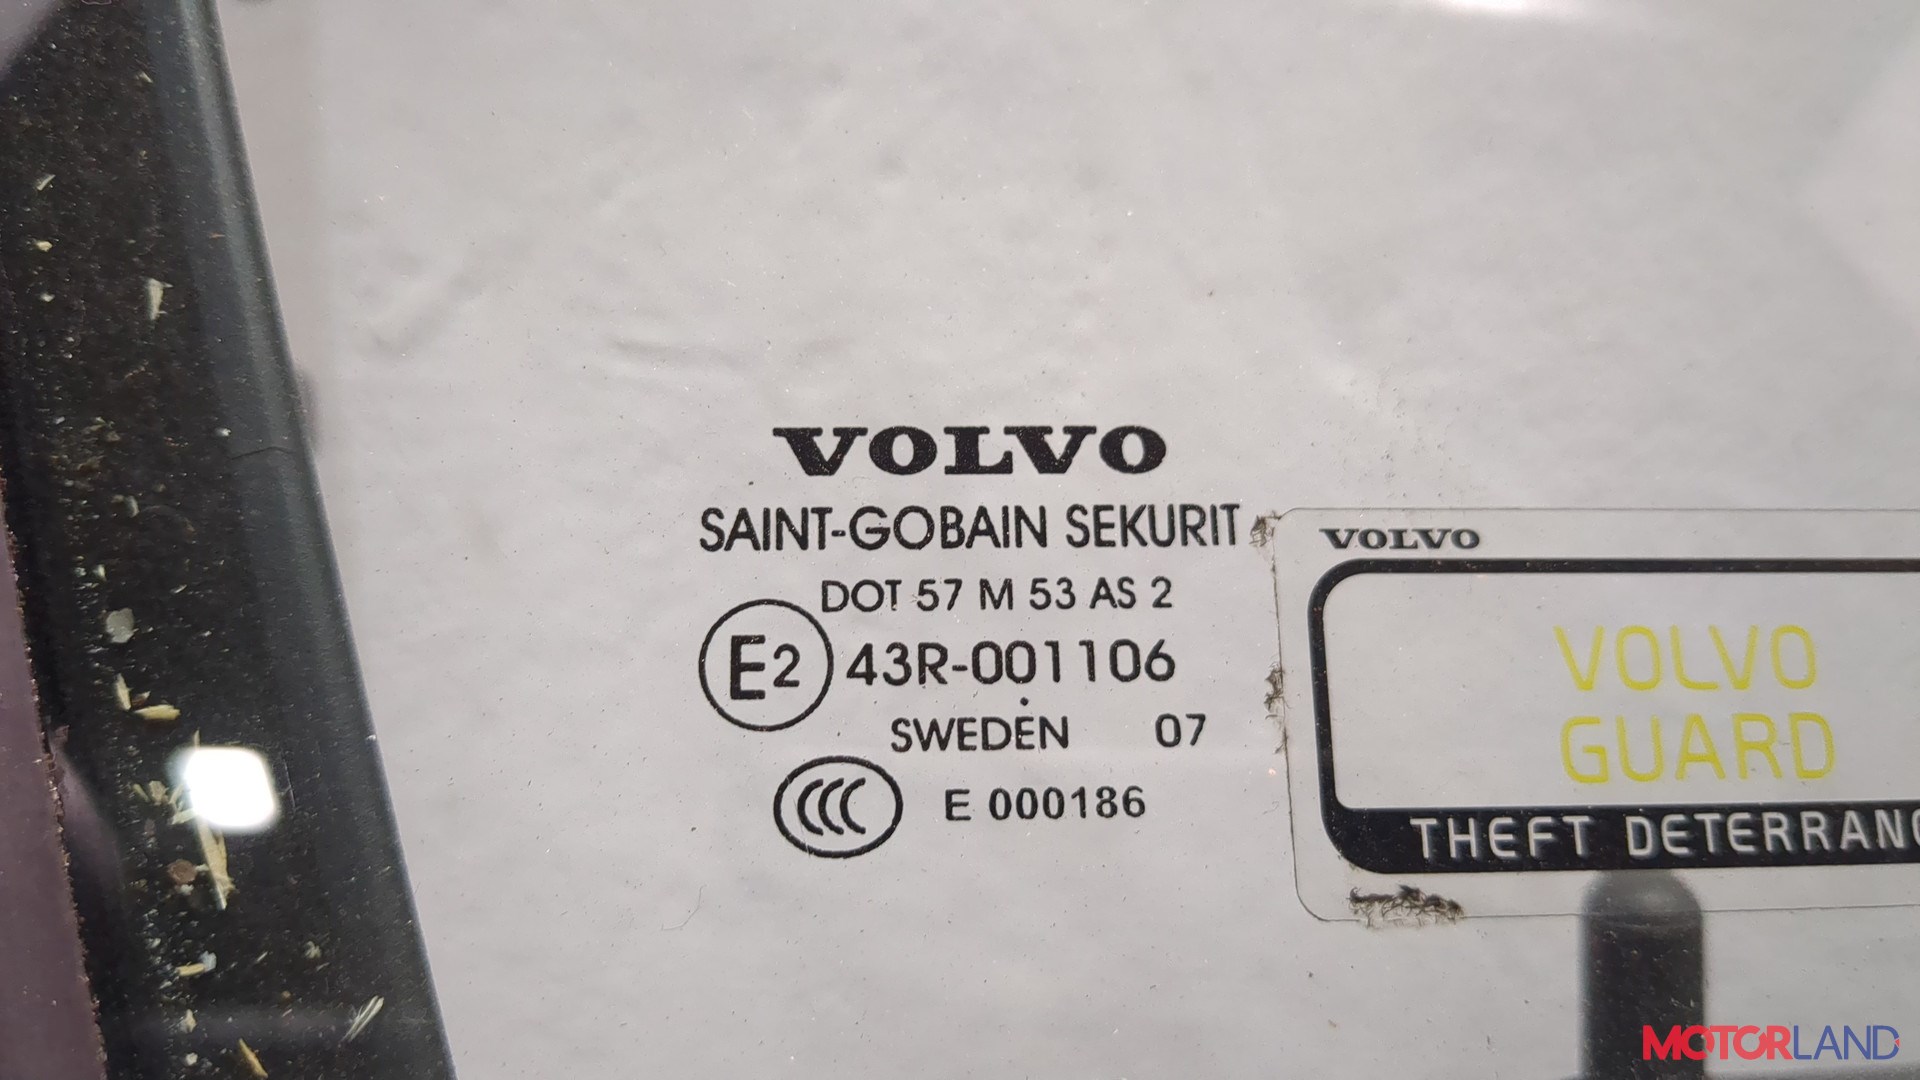 VOLVO
SAINT-GOBAIN SEKURIT
DOT 57 M 53 AS 2
E2 43R-001106
SWEDEN 07
CCC E 000186
VOLVO
VOLVO
GUARD
THEFT DETERRANC
MOTORLAND